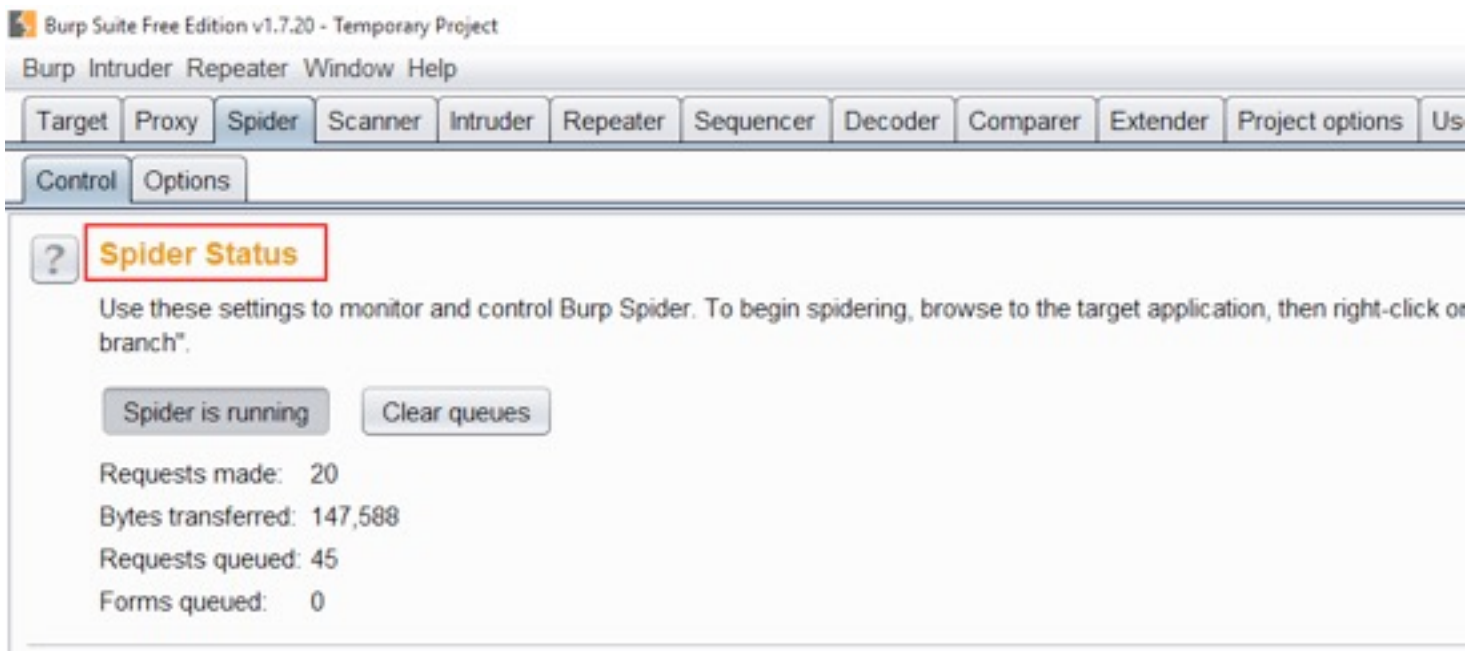 Burp Suite Free Edition v1.7.20 - Temporary Project
Burp Intruder Repeater Window Help
Target Proxy Spider Scanner Intruder Repeater Sequencer Decoder Comparer Extender Project options Us
Control Options
? Spider Status
Use these settings to monitor and control Burp Spider. To begin spidering, browse to the target application, then right-click or
branch".
Spider is running Clear queues
Requests made: 20
Bytes transferred: 147,588
Requests queued: 45
Forms queued: 0